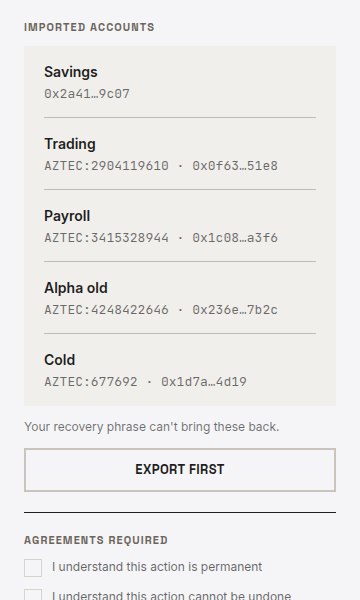 IMPORTED ACCOUNTS
Savings
0x2a41…9c07
Trading
AZTEC:2904119610 · 0x0f63…51e8
Payroll
AZTEC:3415328944 · 0x1c08…a3f6
Alpha old
AZTEC:4248422646 · 0x236e…7b2c
Cold
AZTEC:677692 · 0x1d7a…4d19
Your recovery phrase can't bring these back.
EXPORT FIRST
AGREEMENTS REQUIRED
I understand this action is permanent
I understand this action cannot be undone